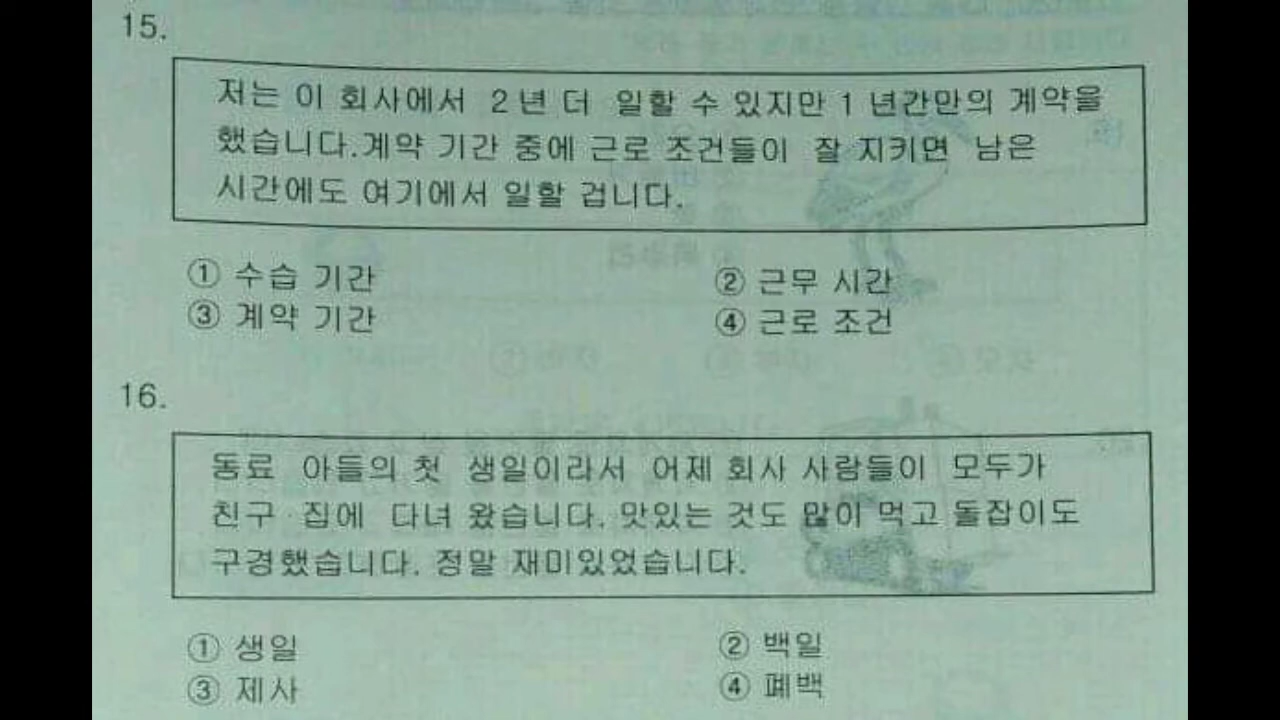 15.
저는 이 회사에서 2년 더 일할 수 있지만 1 년간만의 계약을
했습니다.계약 기간 중에 근로 조건들이 잘 지키면 남은
시간에도 여기에서 일할 겁니다.
① 수습 기간 ② 근무 시간
③ 계약 기간 ④ 근로 조건
16.
동료 아들의 첫 생일이라서 어제 회사 사람들이 모두가
친구 집에 다녀 왔습니다. 맛있는 것도 많이 먹고 돌잡이도
구경했습니다. 정말 재미있었습니다.
① 생일 ② 백일
③ 제사 ④ 폐백